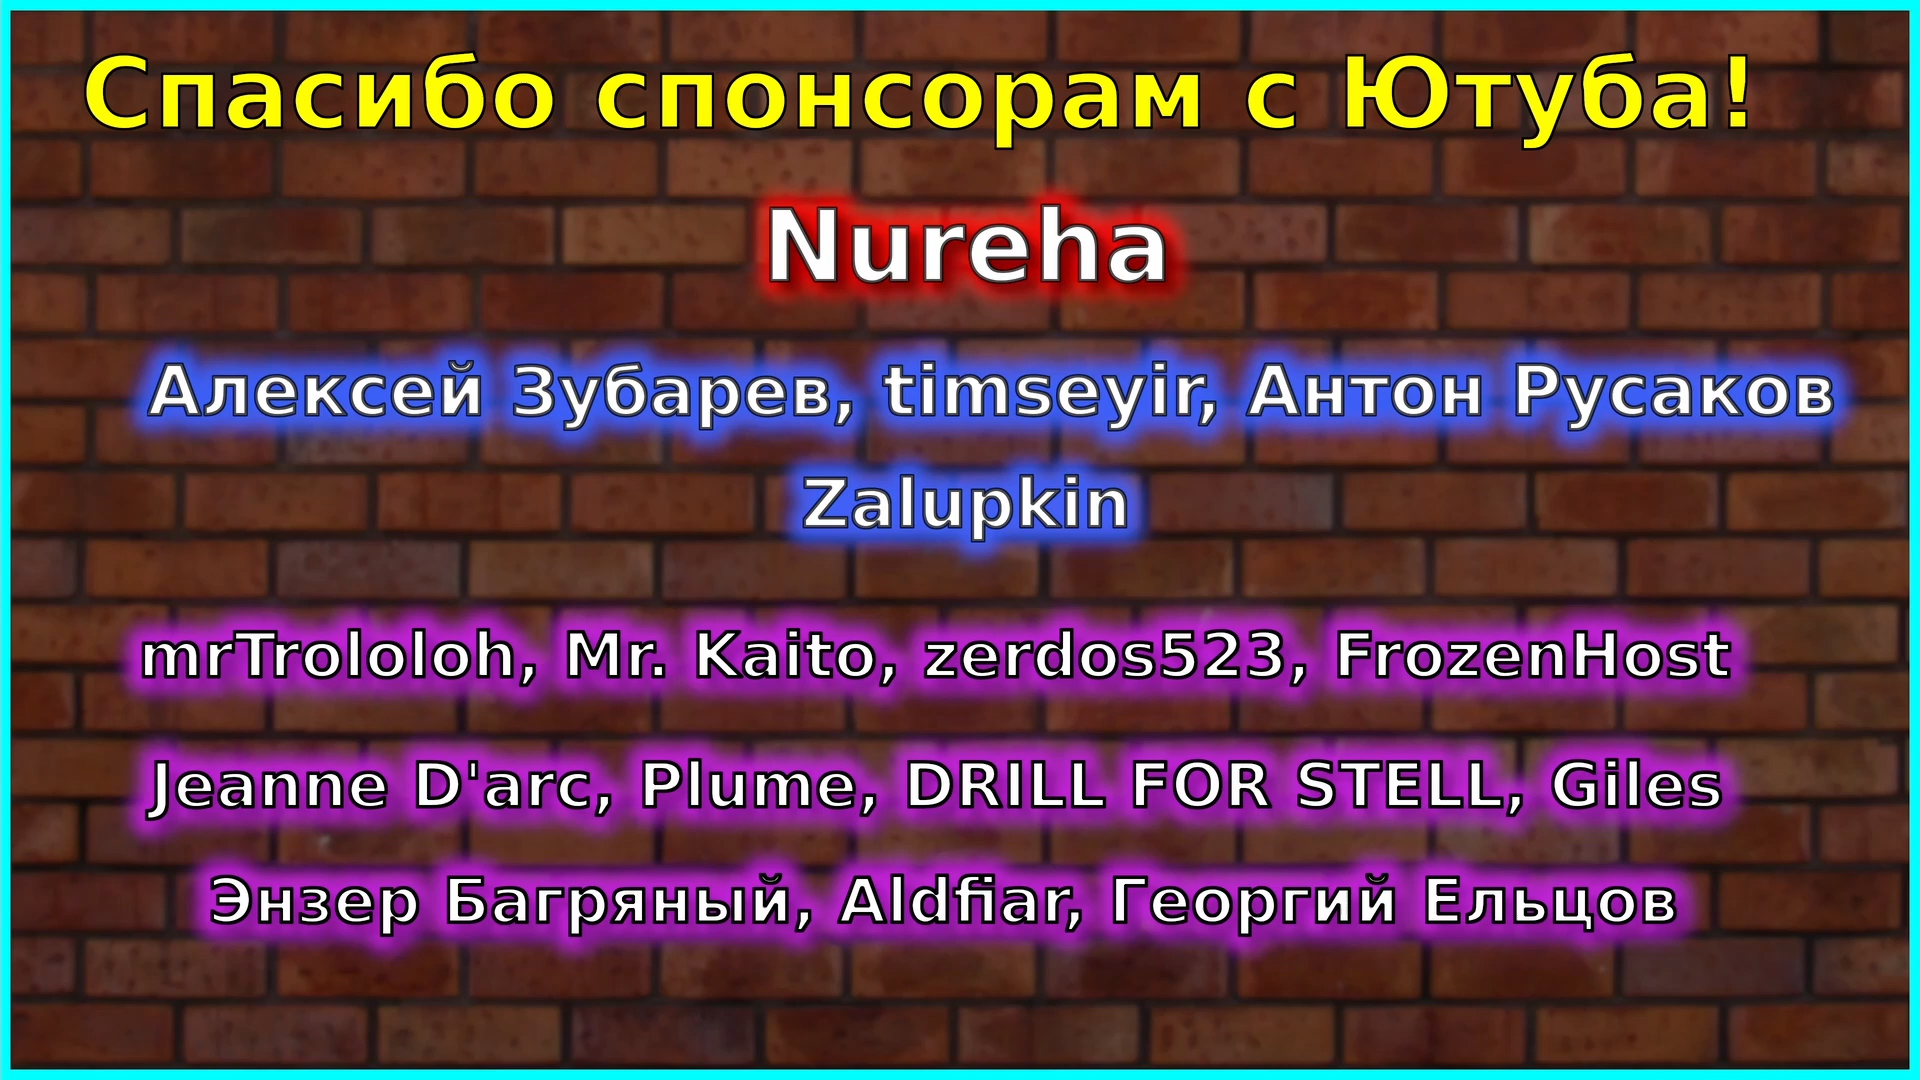 Спасибо спонсорам с Ютуба!
Nureha
Алексей Зубарев, timseyir, Антон Русаков
Zalupkin
mrTrololoh, Mr. Kaito, zerdos523, FrozenHost
Jeanne D'arc, Plume, DRILL FOR STELL, Giles
Энзер Багряный, Aldfiar, Георгий Ельцов